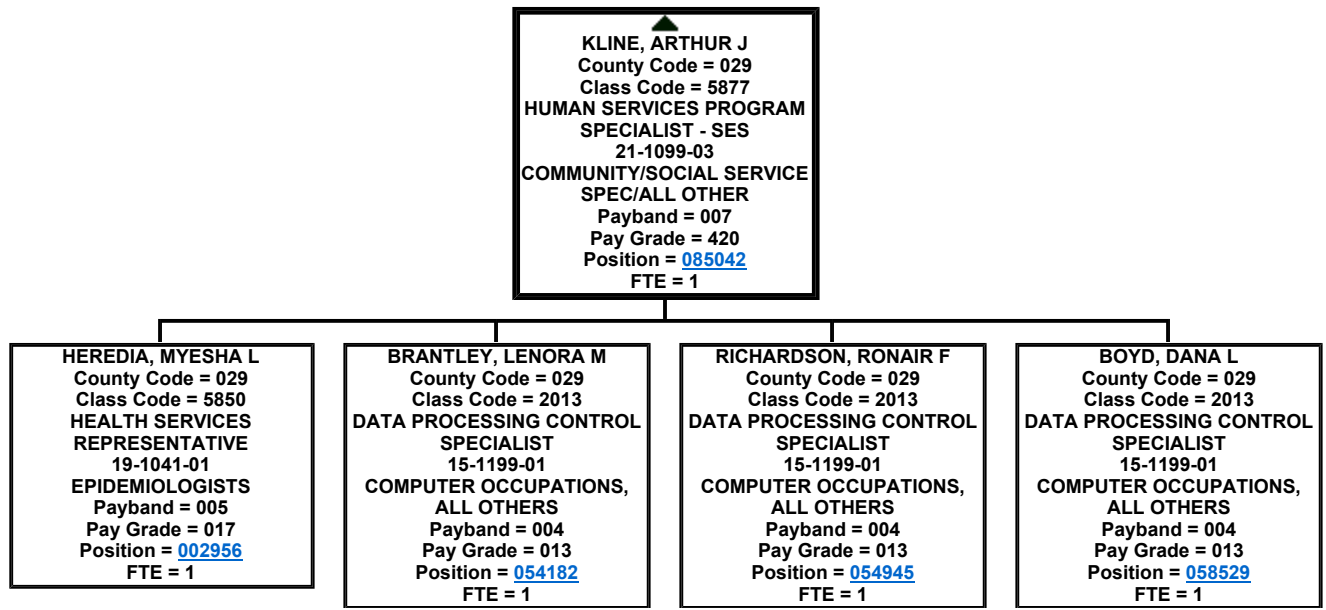 KLINE, ARTHUR J
County Code = 029
Class Code = 5877
HUMAN SERVICES PROGRAM
SPECIALIST - SES
21-1099-03
COMMUNITY/SOCIAL SERVICE
SPEC/ALL OTHER
Payband = 007
Pay Grade = 420
Position = 085042
FTE = 1
HEREDIA, MYESHA L
County Code = 029
Class Code = 5850
HEALTH SERVICES
REPRESENTATIVE
19-1041-01
EPIDEMIOLOGISTS
Payband = 005
Pay Grade = 017
Position = 002956
FTE = 1
BRANTLEY, LENORA M
County Code = 029
Class Code = 2013
DATA PROCESSING CONTROL
SPECIALIST
15-1199-01
COMPUTER OCCUPATIONS,
ALL OTHERS
Payband = 004
Pay Grade = 013
Position = 054182
FTE = 1
RICHARDSON, RONAIR F
County Code = 029
Class Code = 2013
DATA PROCESSING CONTROL
SPECIALIST
15-1199-01
COMPUTER OCCUPATIONS,
ALL OTHERS
Payband = 004
Pay Grade = 013
Position = 054945
FTE = 1
BOYD, DANA L
County Code = 029
Class Code = 2013
DATA PROCESSING CONTROL
SPECIALIST
15-1199-01
COMPUTER OCCUPATIONS,
ALL OTHERS
Payband = 004
Pay Grade = 013
Position = 058529
FTE = 1